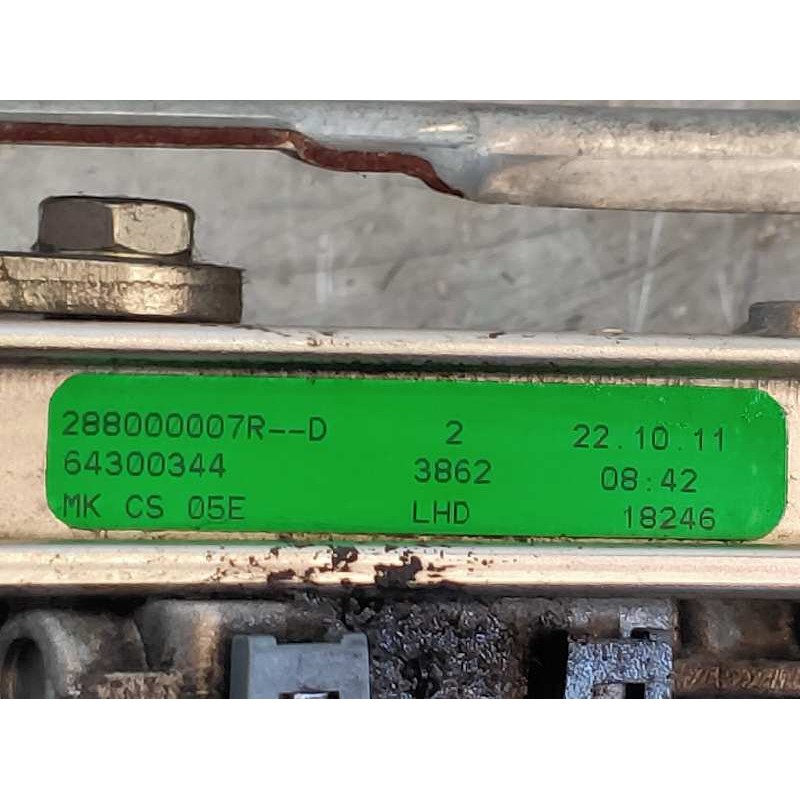 288000007R--D 2 22.10.11
64300344 3862 08:42
MK CS 05E LHD 18246